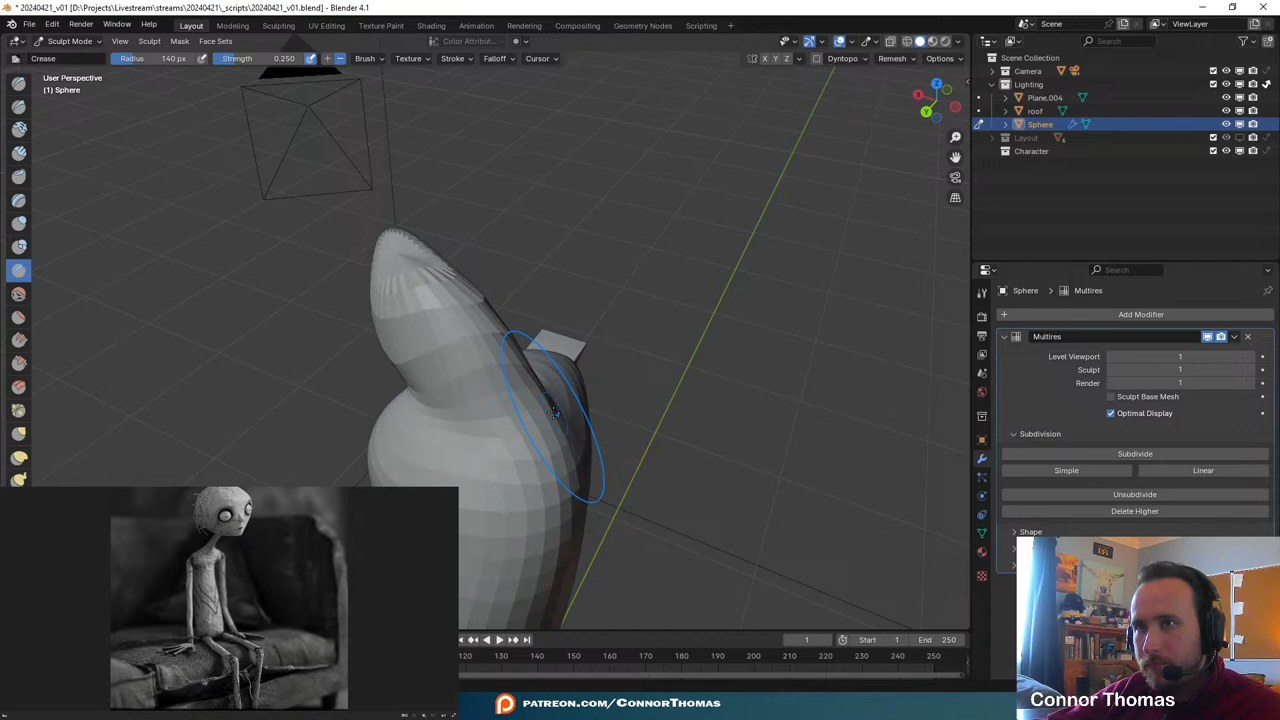 * 20240421_v01 [D:\Projects\Livestream\streams\20240421\_scripts\20240421_v01.blend] - Blender 4.1
File Edit Render Window Help Layout Modeling Sculpting UV Editing Texture Paint Shading Animation Rendering Compositing Geometry Nodes Scripting Scene ViewLayer
Sculpt Mode View Sculpt Mask Face Sets Color Attribut... Search
Crease Radius 140 px Strength 0.250 Brush Texture Stroke Falloff Cursor X Y Z Dyntopo Remesh Options
Scene Collection
Camera
Lighting
Plane.004
roof
Sphere
Layout
Character
User Perspective
(1) Sphere
X
Y
Z
Search
Sphere Multires
Add Modifier
Multires
Level Viewport 1
Sculpt 1
Render 1
Sculpt Base Mesh
Optimal Display
Subdivision
Subdivide
Simple Linear
Unsubdivide
Delete Higher
Shape
1 Start 1 End 250
120 130 140 150 160 170 180 190 200 210 220 230 240 250
PATREON.COM/CONNORTHOMAS
Connor Thomas